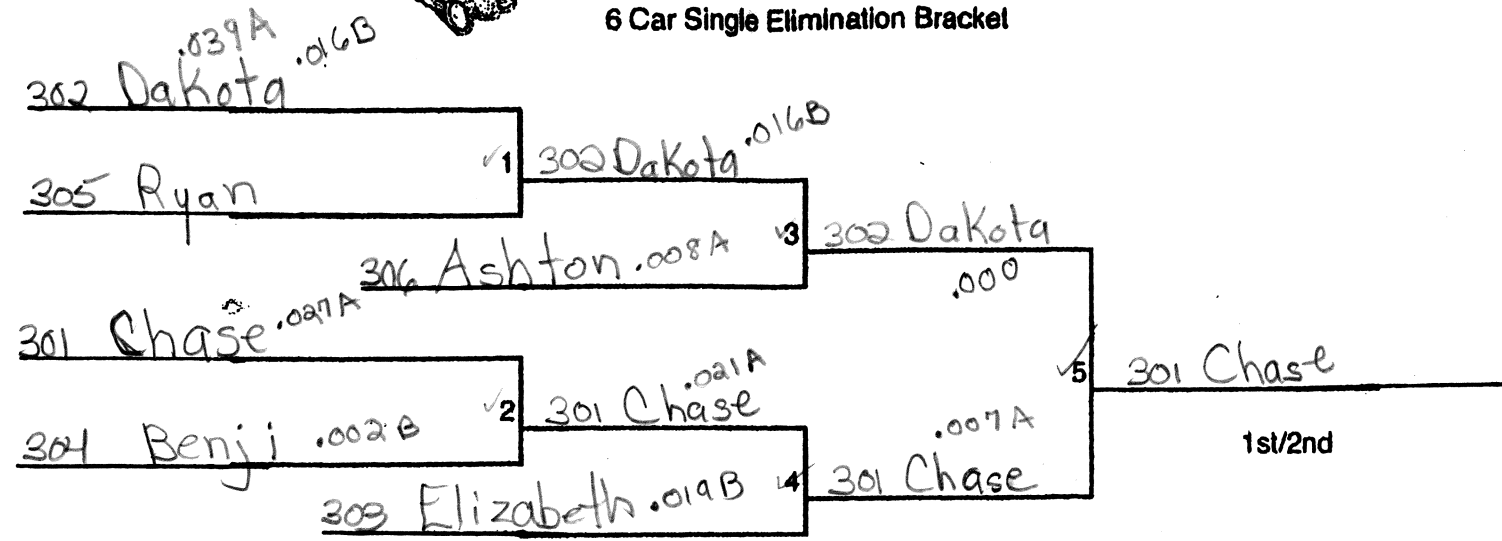 6 Car Single Elimination Bracket
.039A .016B
302 Dakota
1 302 Dakota .016B
305 Ryan
3 302 Dakota
306 Ashton .008A
.000
301 Chase .027A
5 301 Chase
2 301 Chase .021A
304 Benji .002B
.007A
1st/2nd
4 301 Chase
303 Elizabeth .019B